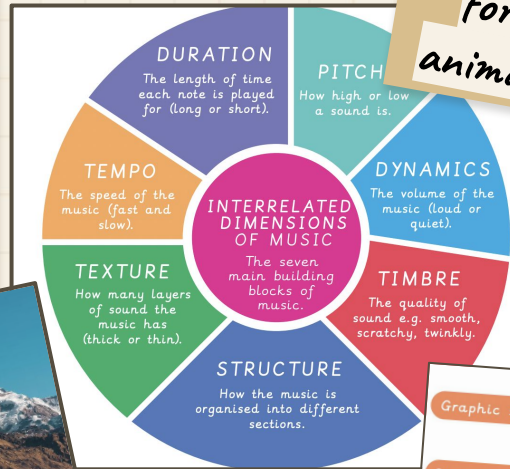 for
anim
DURATION
The length of time
each note is played
for (long or short).
PITCH
How high or low
a sound is.
TEMPO
The speed of the
music (fast and
slow).
DYNAMICS
The volume of the
music (loud or
quiet).
INTERRELATED
DIMENSIONS
OF MUSIC
The seven
main building
blocks of
music.
TEXTURE
How many layers
of sound the
music has
(thick or thin).
TIMBRE
The quality of
sound e.g. smooth,
scratchy, twinkly.
STRUCTURE
How the music is
organised into different
sections.
Graphic